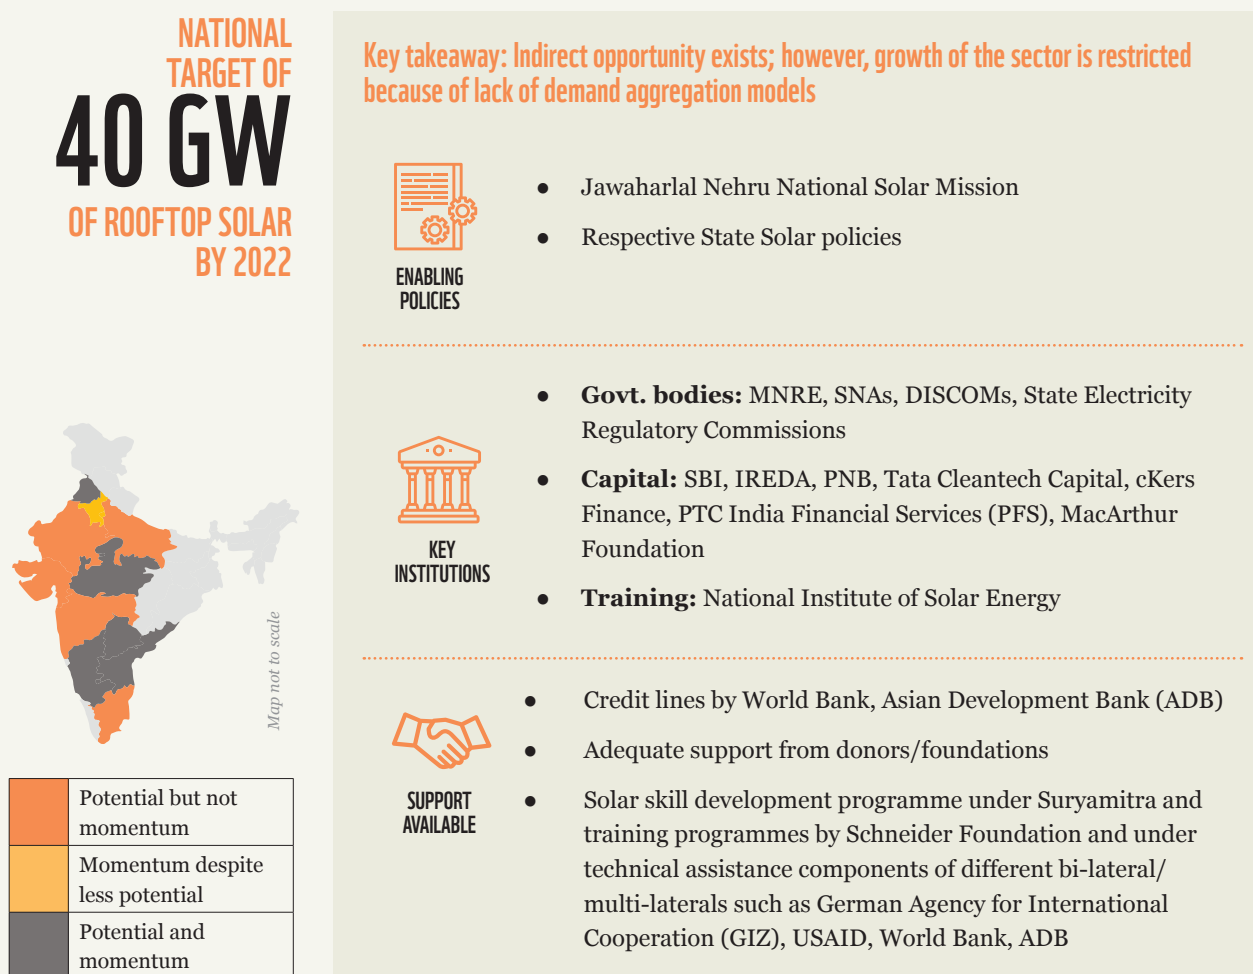 NATIONAL
TARGET OF
40 GW
OF ROOFTOP SOLAR
BY 2022
Map not to scale
Potential but not
momentum
Momentum despite
less potential
Potential and
momentum
Key takeaway: Indirect opportunity exists; however, growth of the sector is restricted
because of lack of demand aggregation models
ENABLING
POLICIES
● Jawaharlal Nehru National Solar Mission
● Respective State Solar policies
KEY
INSTITUTIONS
● Govt. bodies: MNRE, SNAs, DISCOMs, State Electricity
Regulatory Commissions
● Capital: SBI, IREDA, PNB, Tata Cleantech Capital, cKers
Finance, PTC India Financial Services (PFS), MacArthur
Foundation
● Training: National Institute of Solar Energy
SUPPORT
AVAILABLE
● Credit lines by World Bank, Asian Development Bank (ADB)
● Adequate support from donors/foundations
● Solar skill development programme under Suryamitra and
training programmes by Schneider Foundation and under
technical assistance components of different bi-lateral/
multi-laterals such as German Agency for International
Cooperation (GIZ), USAID, World Bank, ADB